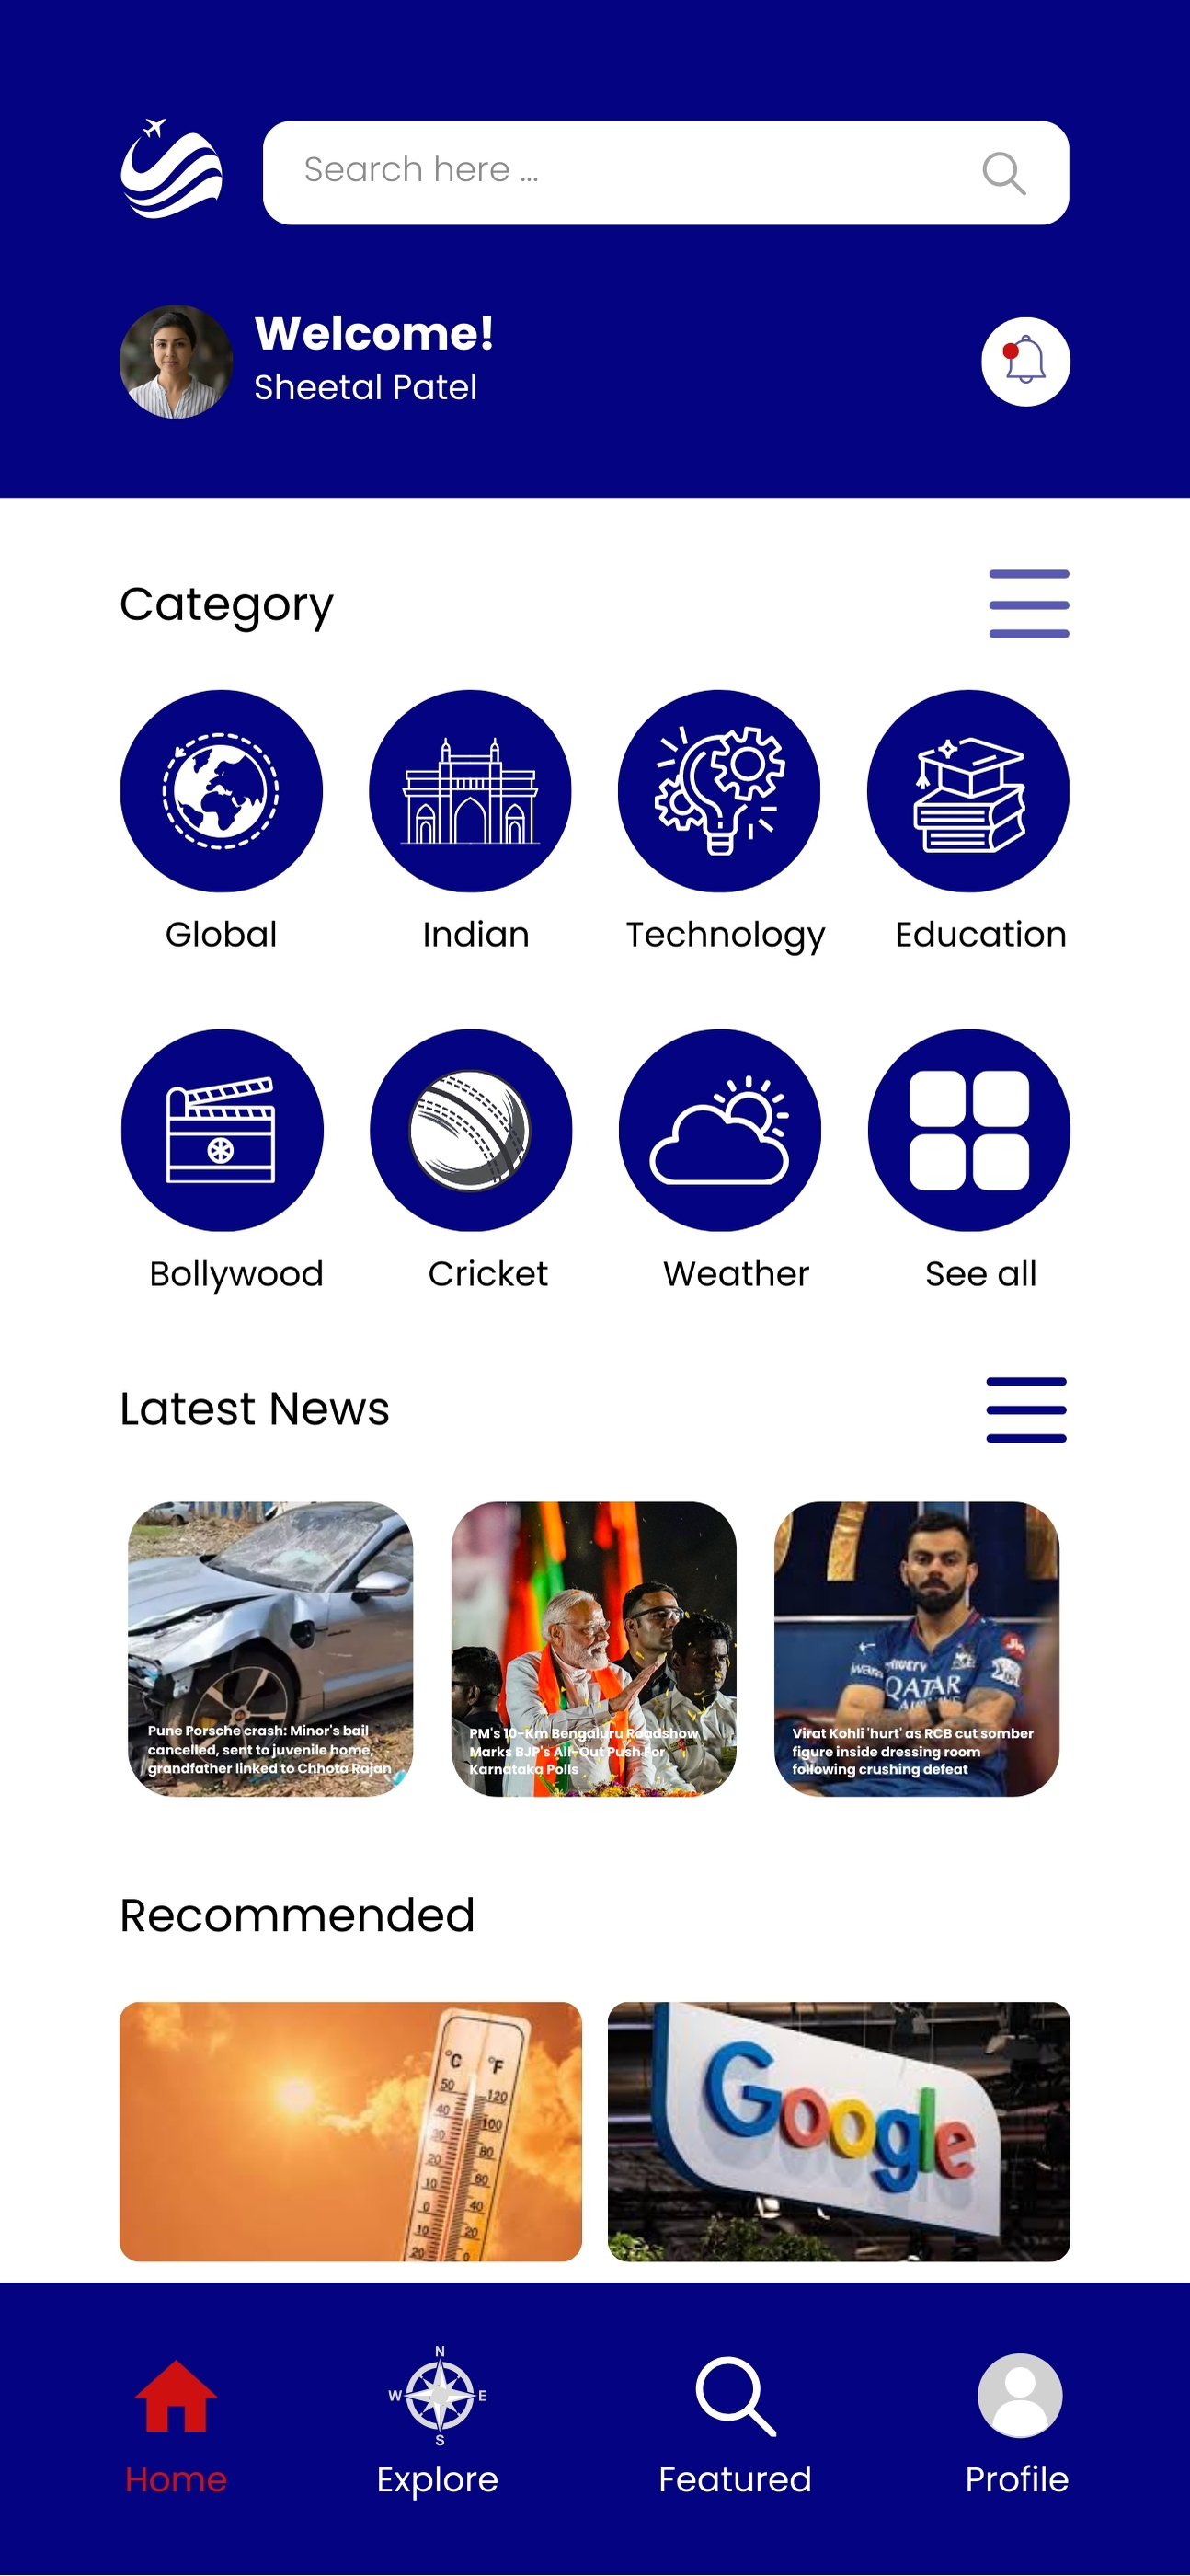 Search here ...
Welcome!
Sheetal Patel
Category
Global
Indian
Technology
Education
Bollywood
Cricket
Weather
See all
Latest News
QATAR
Pune Porsche crash: Minor's bail
cancelled, sent to juvenile home,
grandfather linked to Chhota Rajan
PM's 10-Km Bengaluru Roadshow
Marks BJP's All-Out Push For
Karnataka Polls
Virat Kohli 'hurt' as RCB cut somber
figure inside dressing room
following crushing defeat
Recommended
°C °F
50 120
40 100
30 80
20 60
10 40
0 20
10 0
20
Google
N
W E
S
Home
Explore
Featured
Profile